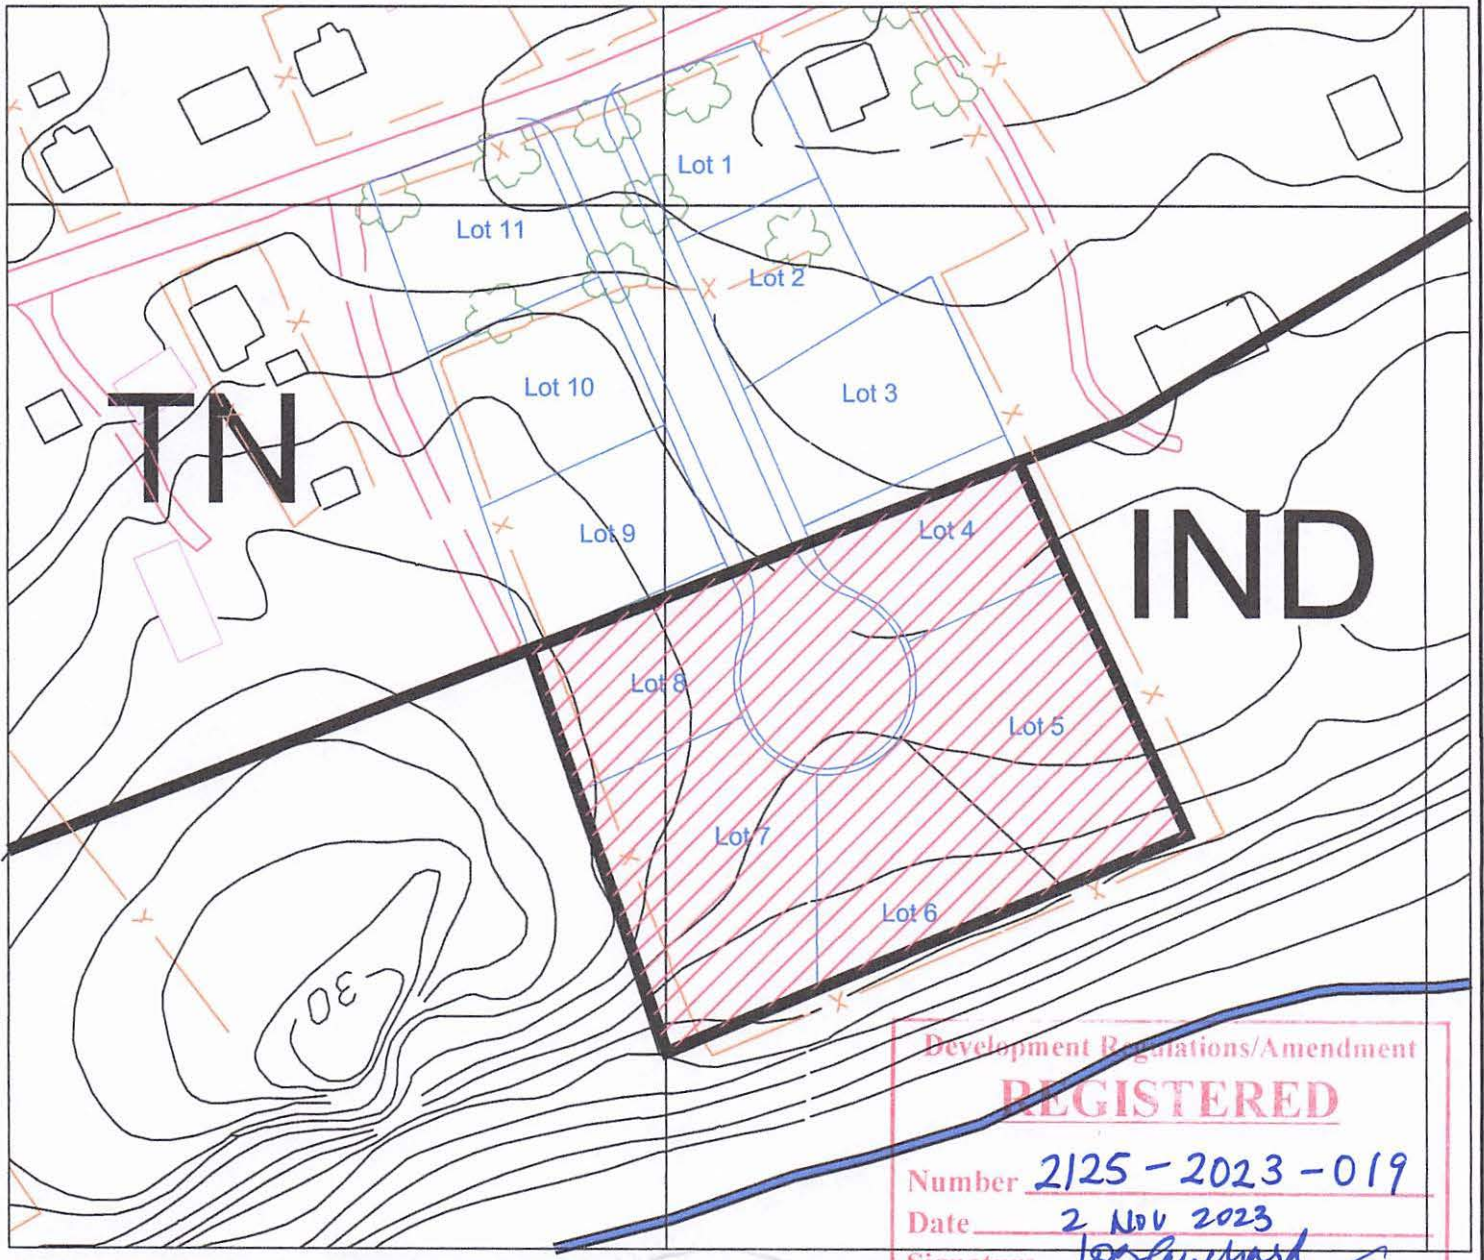 Lot 1
Lot 11
Lot 2
Lot 10
Lot 3
TN
Lot 9
Lot 4
IND
Lot 8
Lot 5
Lot 7
Lot 6
30
Development Regulations/Amendment
REGISTERED
Number 2125-2023-019
Date 2 NOV 2023
Signature